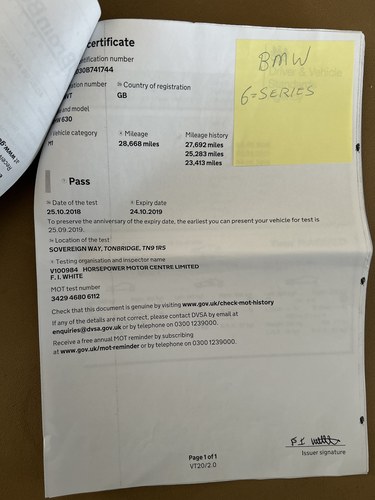 certificate
BMW
6-SERIES
ification number
Country of registration
GB
and model
W 630
Vehicle category
Mileage
Mileage history
M1
28,668 miles
27,692 miles
25,283 miles
23,413 miles
Pass
Date of the test
Expiry date
25.10.2018
24.10.2019
To preserve the anniversary of the expiry date, the earliest you can present your vehicle for test is
25.09.2019.
Location of the test
SOVEREIGN WAY, TONBRIDGE, TN9 1RS
Testing organisation and inspector name
V100984 HORSEPOWER MOTOR CENTRE LIMITED
F. I. WHITE
MOT test number
3429 4680 6112
Check that this document is genuine by visiting www.gov.uk/check-mot-history
If any of the details are not correct, please contact DVSA by email at
enquiries@dvsa.gov.uk or by telephone on 0300 1239000.
Receive a free annual MOT reminder by subscribing
at www.gov.uk/mot-reminder or by telephone on 0300 1239000.
Issuer signature
Page 1 of 1
VT20/2.0